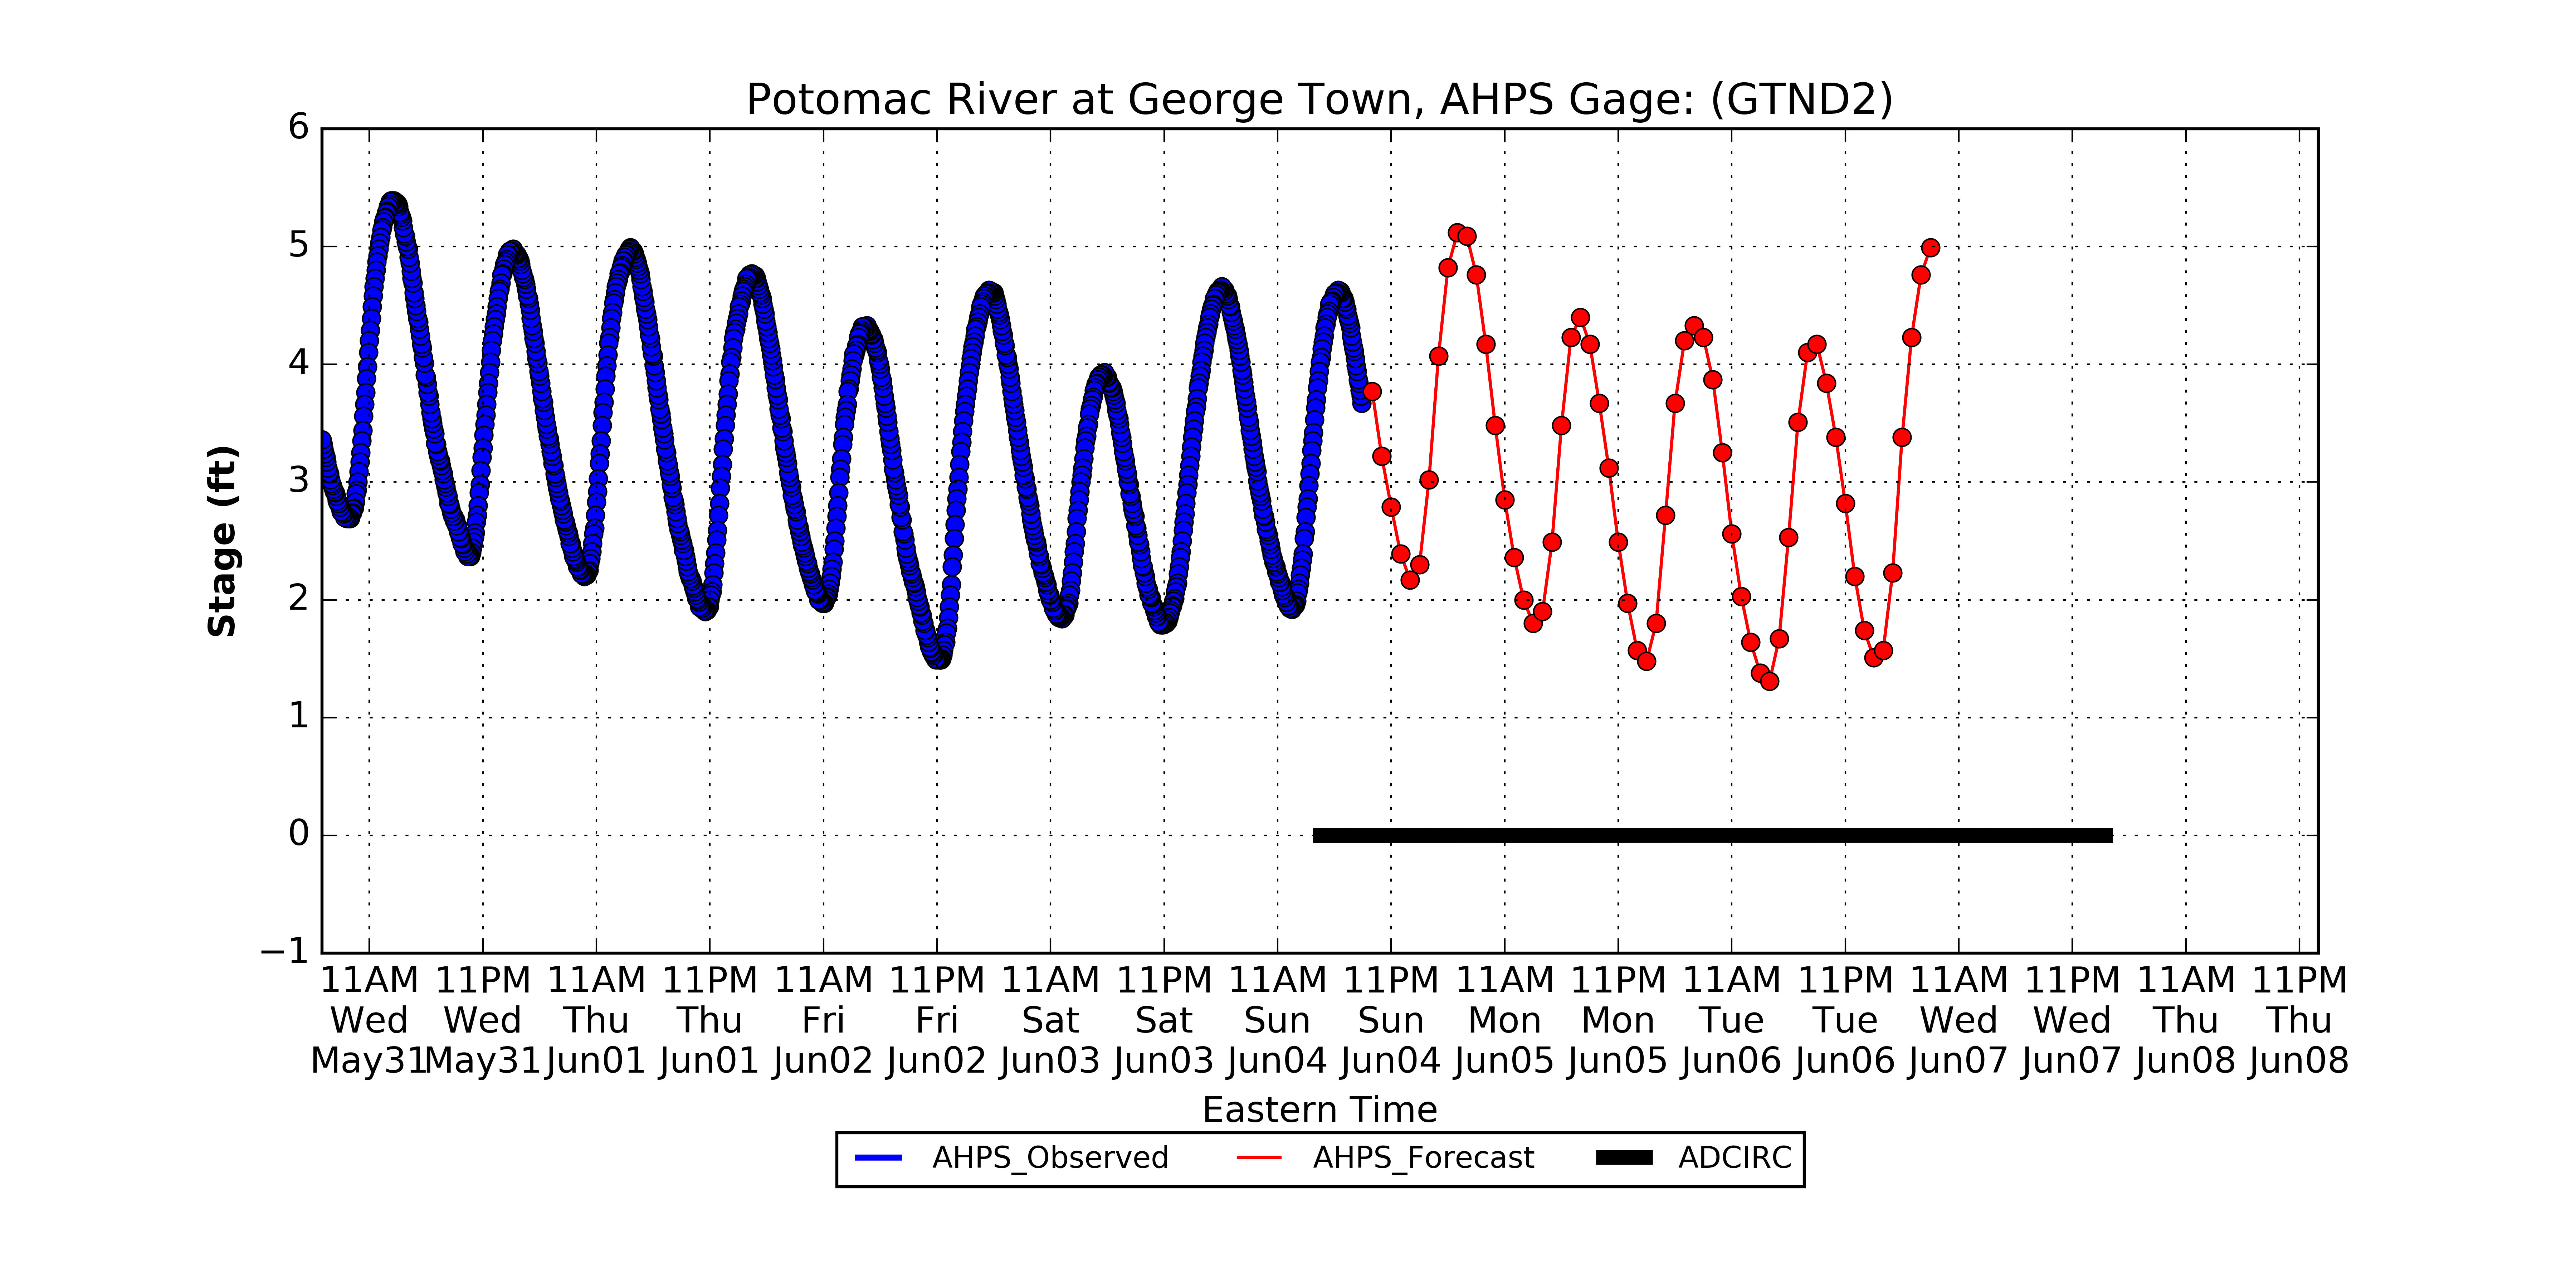 Potomac River at George Town, AHPS Gage: (GTND2)
Stage (ft)
6
5
4
3
2
1
0
−1
11AM 11PM 11AM 11PM 11AM 11PM 11AM 11PM 11AM 11PM 11AM 11PM 11AM 11PM 11AM 11PM 11AM 11PM
Wed Wed Thu Thu Fri Fri Sat Sat Sun Sun Mon Mon Tue Tue Wed Wed Thu Thu
May31 May31 Jun01 Jun01 Jun02 Jun02 Jun03 Jun03 Jun04 Jun04 Jun05 Jun05 Jun06 Jun06 Jun07 Jun07 Jun08 Jun08
Eastern Time
AHPS_Observed AHPS_Forecast ADCIRC